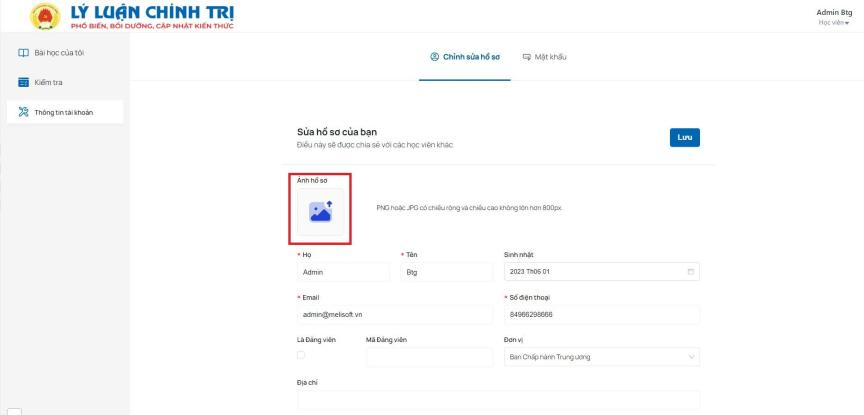 LÝ LUẬN CHÍNH TRỊ
PHỔ BIẾN, BỒI DƯỠNG, CẬP NHẬT KIẾN THỨC
Admin Btg
Học viên
Bài học của tôi
Kiểm tra
Thông tin tài khoản
Chỉnh sửa hồ sơ
Mật khẩu
Sửa hồ sơ của bạn
Điều này sẽ được chia sẻ với các học viên khác
Lưu
Ảnh hồ sơ
PNG hoặc JPG có chiều rộng và chiều cao không lớn hơn 800px.
* Họ
* Tên
Sinh nhật
Admin
Btg
2023 Th06 01
* Email
* Số điện thoại
admin@melisoft.vn
84966298666
Là Đảng viên
Mã Đảng viên
Đơn vị
Ban Chấp hành Trung ương
Địa chỉ